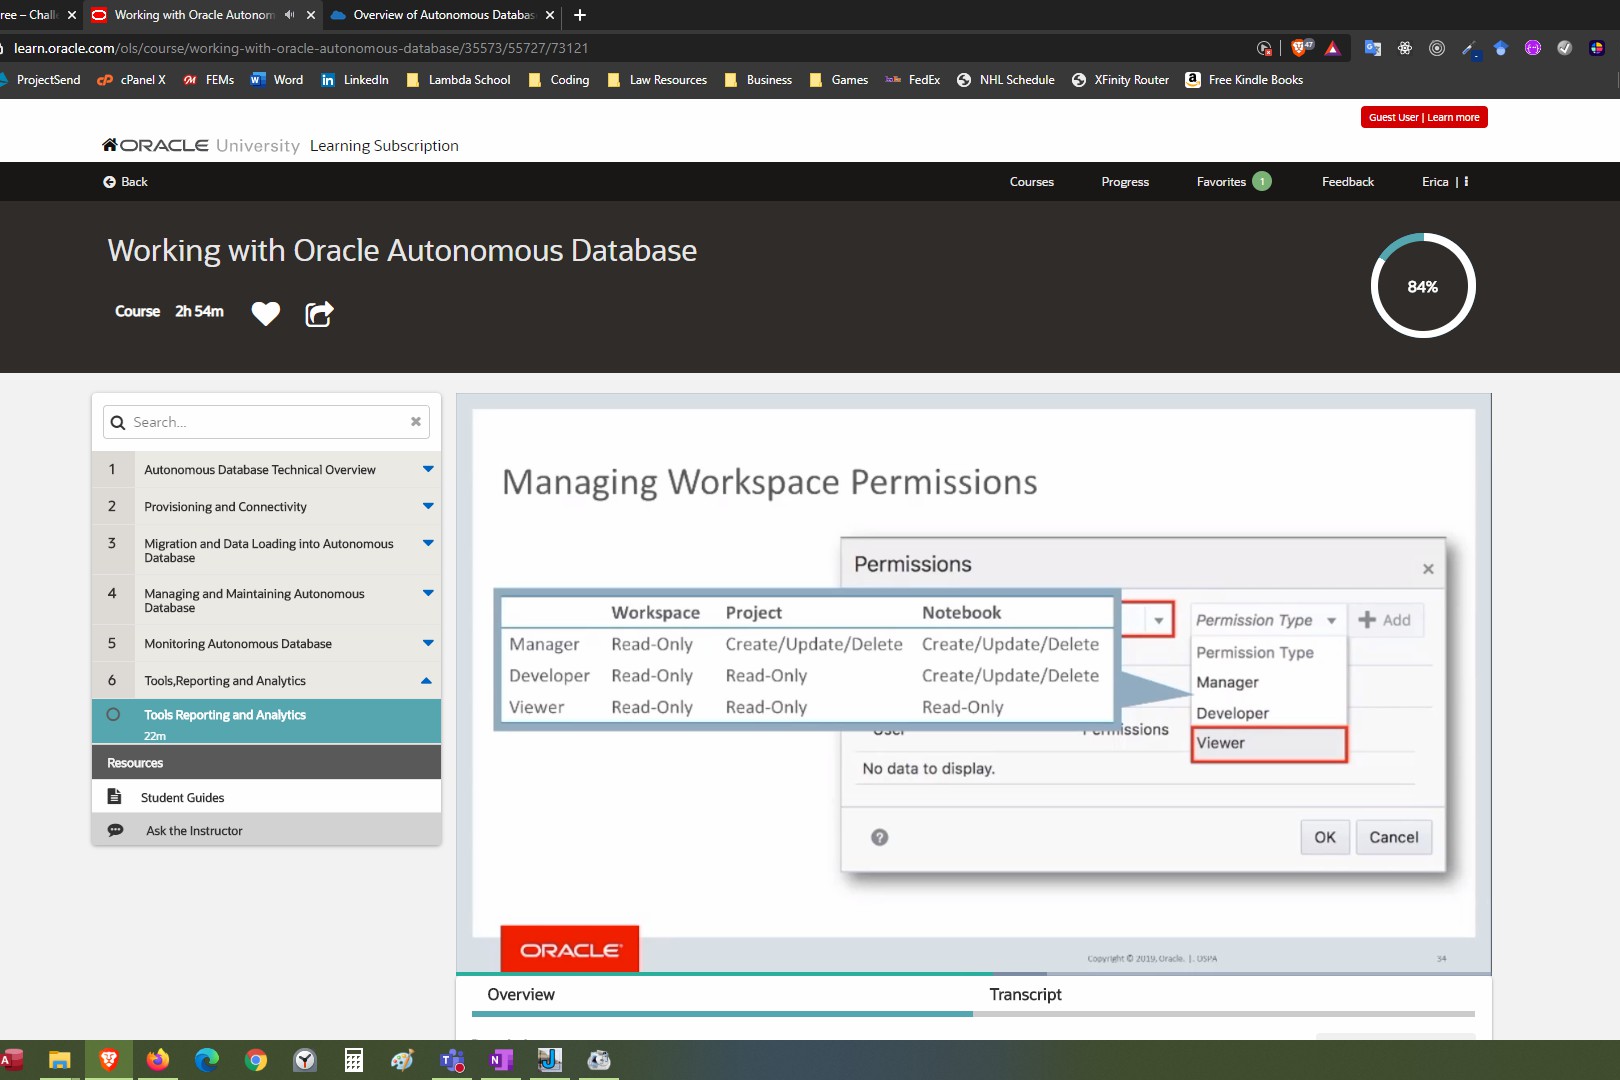 ree – Chall
Working with Oracle Autonom
Overview of Autonomous Databas
learn.oracle.com/ols/course/working-with-oracle-autonomous-database/35573/55727/73121
47
ProjectSend
cPanel X
FEMs
Word
LinkedIn
Lambda School
Coding
Law Resources
Business
Games
FedEx
NHL Schedule
XFinity Router
Free Kindle Books
Guest User | Learn more
ORACLE University Learning Subscription
Back
Courses
Progress
Favorites 1
Feedback
Erica |
Working with Oracle Autonomous Database
Course 2h 54m
84%
Search...
1 Autonomous Database Technical Overview
2 Provisioning and Connectivity
3 Migration and Data Loading into Autonomous
Database
4 Managing and Maintaining Autonomous
Database
5 Monitoring Autonomous Database
6 Tools,Reporting and Analytics
Tools Reporting and Analytics
22m
Resources
Student Guides
Ask the Instructor
Managing Workspace Permissions
Permissions
Workspace Project Notebook
Manager Read-Only Create/Update/Delete Create/Update/Delete
Developer Read-Only Read-Only Create/Update/Delete
Viewer Read-Only Read-Only Read-Only
Permission Type
Add
Permission Type
Manager
Developer
Viewer
User Permissions
No data to display.
?
OK
Cancel
ORACLE
Copyright © 2019, Oracle. |. DSPA
34
Overview
Transcript